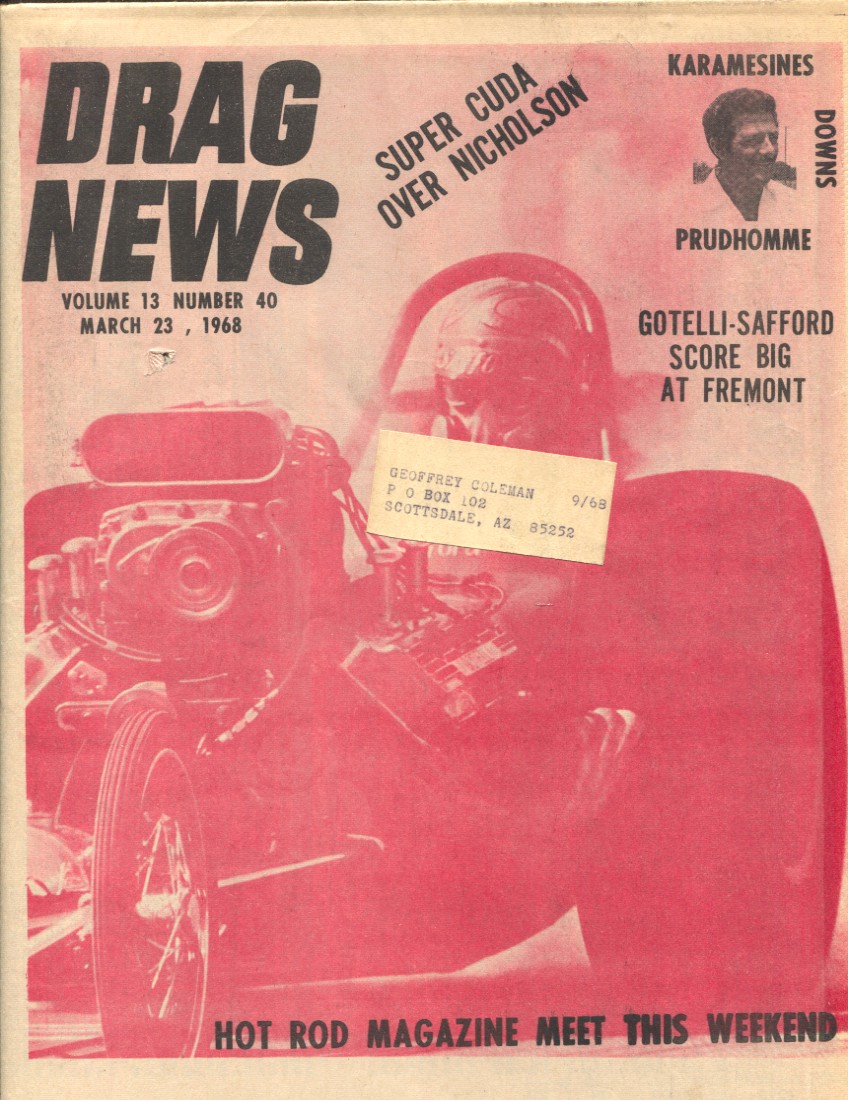 DRAG
NEWS
VOLUME 13 NUMBER 40
MARCH 23 , 1968
SUPER CUDA
OVER NICHOLSON
KARAMESINES
DOWNS
PRUDHOMME
GOTELLI-SAFFORD
SCORE BIG
AT FREMONT
GEOFFREY COLEMAN 9/68
P O BOX 102
SCOTTSDALE, AZ 85252
HOT ROD MAGAZINE MEET THIS WEEKEND